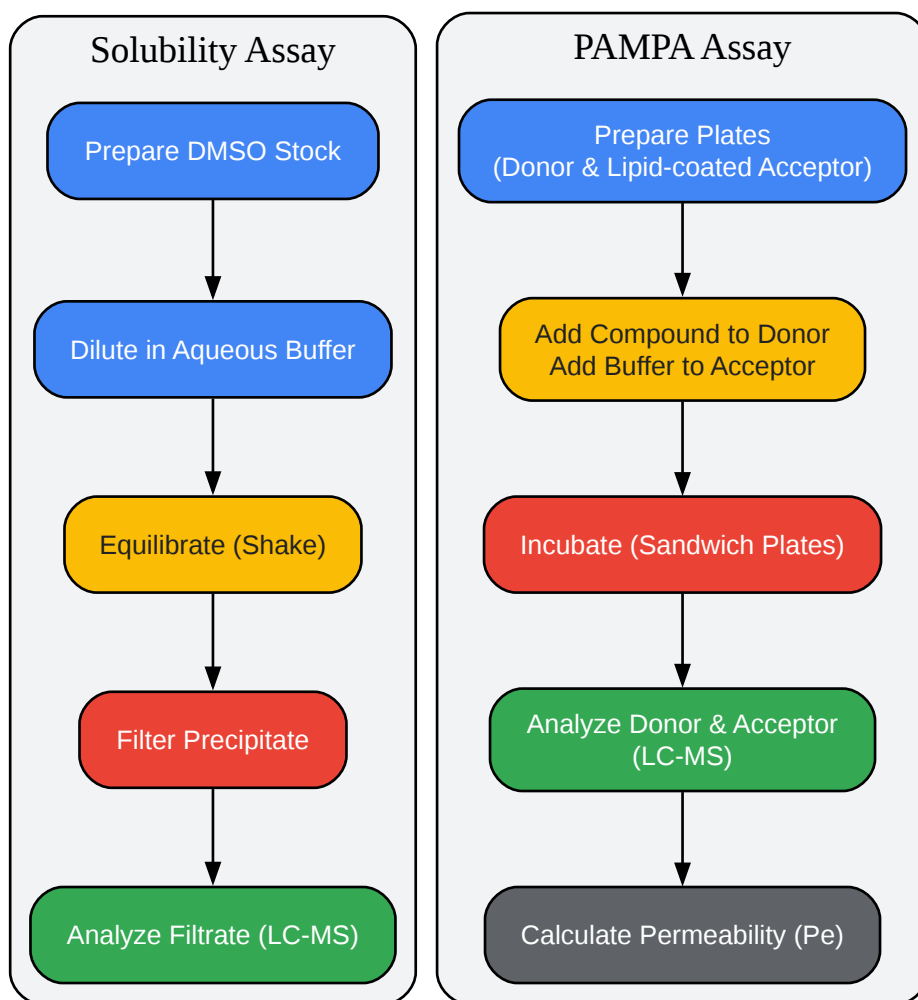 Solubility Assay
Prepare DMSO Stock
Dilute in Aqueous Buffer
Equilibrate (Shake)
Filter Precipitate
Analyze Filtrate (LC-MS)
PAMPA Assay
Prepare Plates
(Donor & Lipid-coated Acceptor)
Add Compound to Donor
Add Buffer to Acceptor
Incubate (Sandwich Plates)
Analyze Donor & Acceptor
(LC-MS)
Calculate Permeability (Pe)